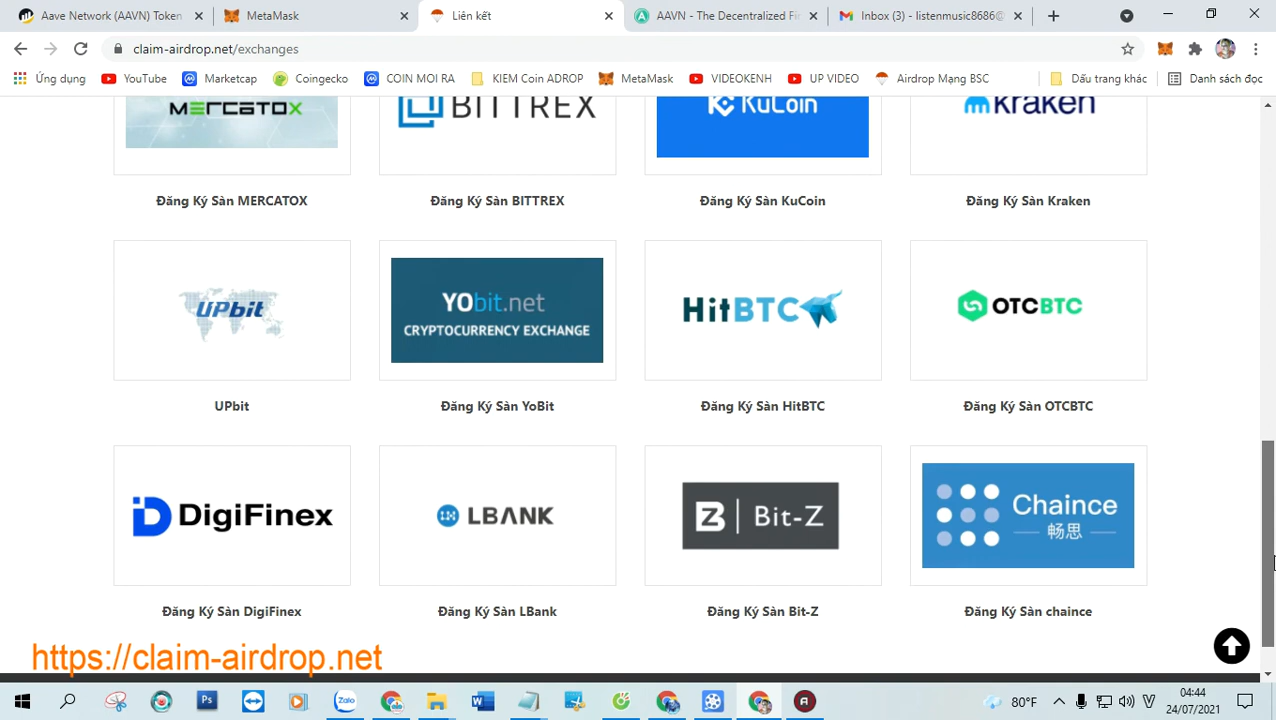 Aave Network (AAVN) Token
MetaMask
Liên kết
AAVN - The Decentralized Fi
Inbox (3) - listenmusic8686@
claim-airdrop.net/exchanges
Ứng dụng
YouTube
Marketcap
Coingecko
COIN MOI RA
KIEM Coin ADROP
MetaMask
VIDEOKENH
UP VIDEO
Airdrop Mạng BSC
Dấu trang khác
Danh sách đọc
MERCATOX
BITTREX
KuCoin
kraken
Đăng Ký Sàn MERCATOX
Đăng Ký Sàn BITTREX
Đăng Ký Sàn KuCoin
Đăng Ký Sàn Kraken
UPbit
YObit.net
CRYPTOCURRENCY EXCHANGE
HitBTC
OTCBTC
UPbit
Đăng Ký Sàn YoBit
Đăng Ký Sàn HitBTC
Đăng Ký Sàn OTCBTC
DigiFinex
LBANK
Z | Bit-Z
Chaince
畅思
Đăng Ký Sàn DigiFinex
Đăng Ký Sàn LBank
Đăng Ký Sàn Bit-Z
Đăng Ký Sàn chaince
https://claim-airdrop.net
Ps
Zalo
80°F
V
04:44
24/07/2021